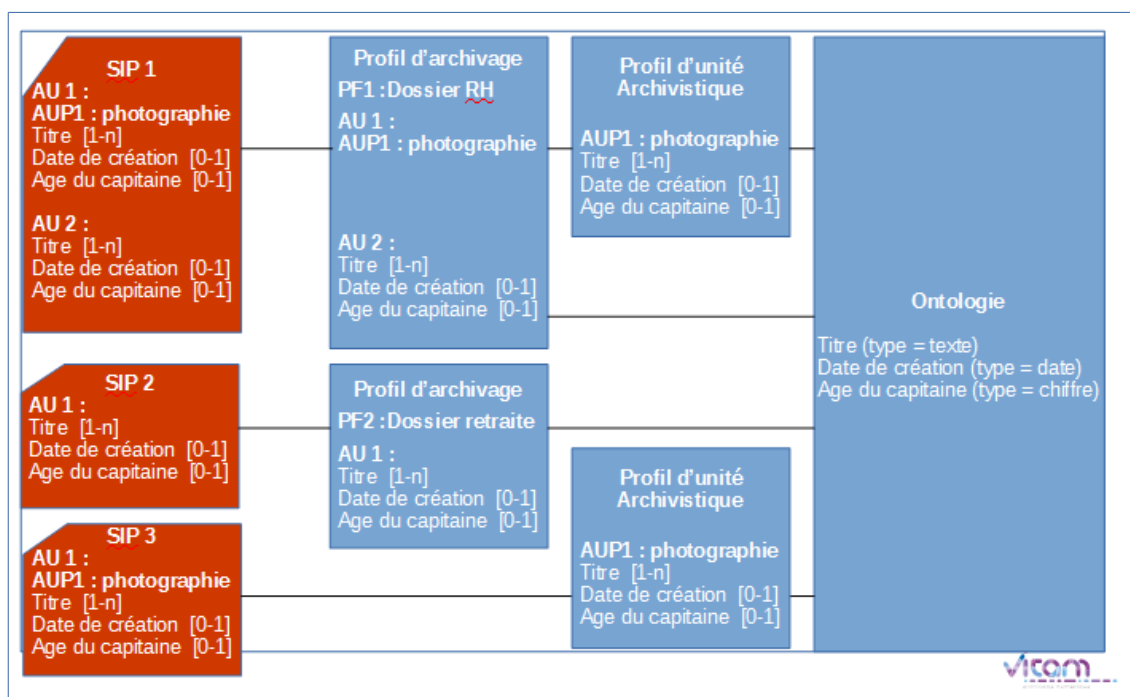 SIP 1
AU 1 :
AUP1 : photographie
Titre [1-n]
Date de création [0-1]
Age du capitaine [0-1]
AU 2 :
Titre [1-n]
Date de création [0-1]
Age du capitaine [0-1]
Profil d'archivage
PF1 :Dossier RH
AU 1 :
AUP1 : photographie
AU 2 :
Titre [1-n]
Date de création [0-1]
Age du capitaine [0-1]
Profil d'unité
Archivistique
AUP1 : photographie
Titre [1-n]
Date de création [0-1]
Age du capitaine [0-1]
Ontologie
Titre (type = texte)
Date de création (type = date)
Age du capitaine (type = chiffre)
SIP 2
AU 1 :
Titre [1-n]
Date de création [0-1]
Age du capitaine [0-1]
Profil d'archivage
PF2 :Dossier retraite
AU 1 :
Titre [1-n]
Date de création [0-1]
Age du capitaine [0-1]
SIP 3
AU 1 :
AUP1 : photographie
Titre [1-n]
Date de création [0-1]
Age du capitaine [0-1]
Profil d'unité
Archivistique
AUP1 : photographie
Titre [1-n]
Date de création [0-1]
Age du capitaine [0-1]
vitam